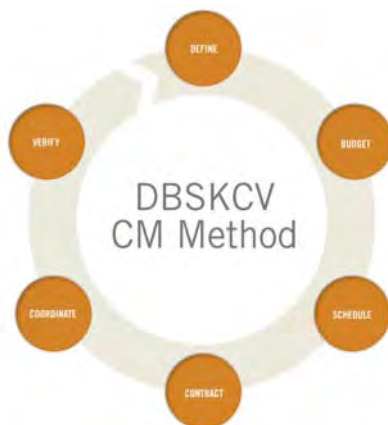 DEFINE
BUDGET
SCHEDULE
CONTRACT
COORDINATE
VERIFY
DBSKCV
CM Method